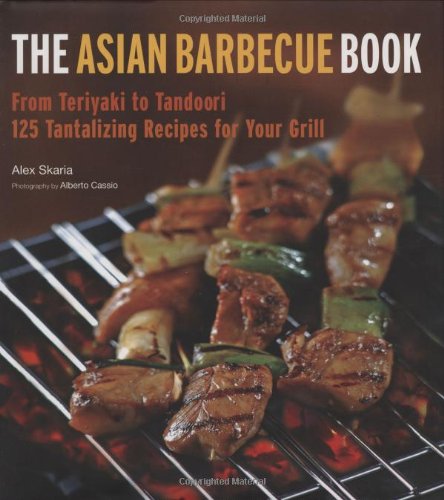 Copyrighted Material
THE ASIAN BARBECUE BOOK
From Teriyaki to Tandoori
125 Tantalizing Recipes for Your Grill
Alex Skaria
Photography by Alberto Cassio
Copyrighted Material